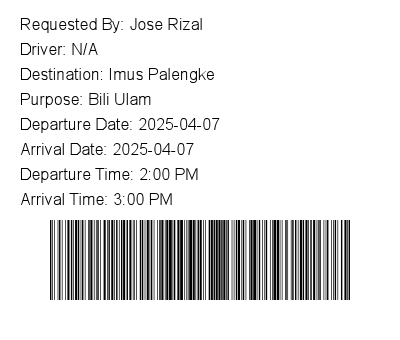 Requested By: Jose Rizal
Driver: N/A
Destination: Imus Palengke
Purpose: Bili Ulam
Departure Date: 2025-04-07
Arrival Date: 2025-04-07
Departure Time: 2:00 PM
Arrival Time: 3:00 PM